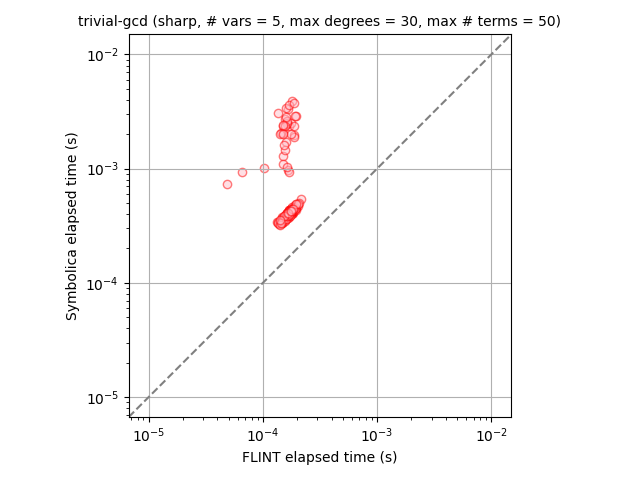 trivial-gcd (sharp, # vars = 5, max degrees = 30, max # terms = 50)
Symbolica elapsed time (s)
10⁻²
10⁻³
10⁻⁴
10⁻⁵
10⁻⁵ 10⁻⁴ 10⁻³ 10⁻²
FLINT elapsed time (s)